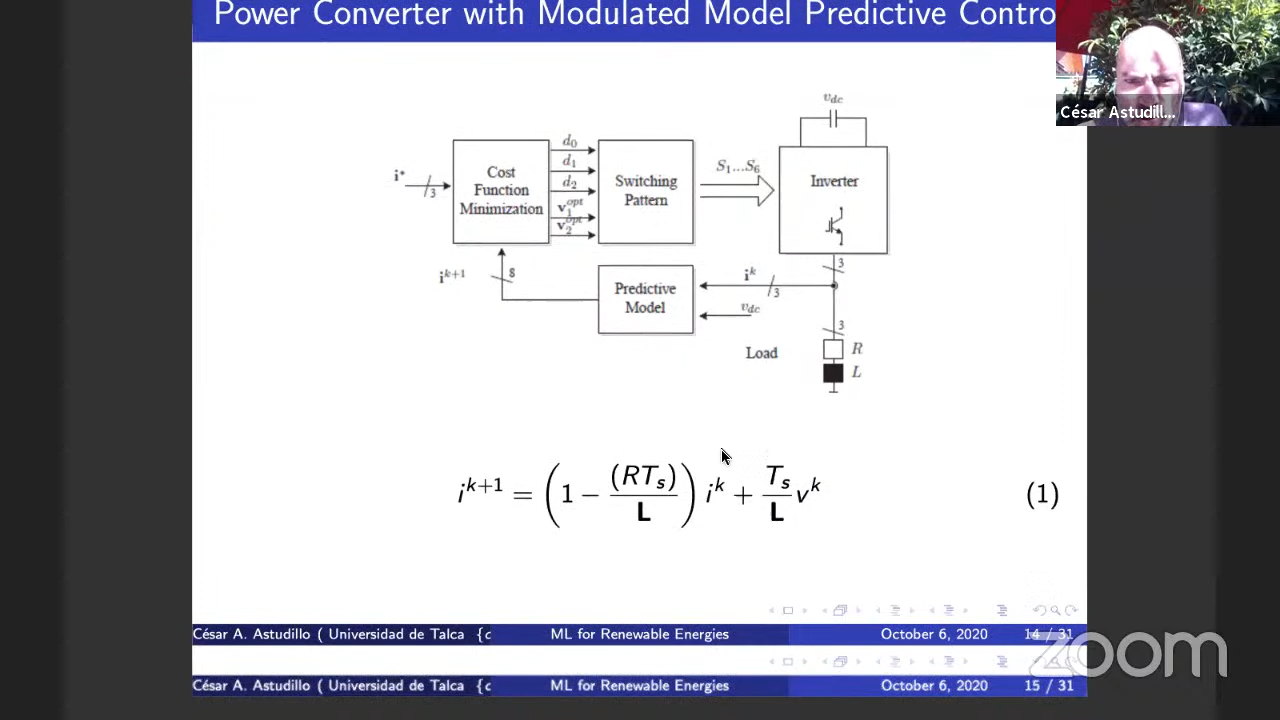 Power Converter with Modulated Model Predictive Contro
César Astudill...
v_dc
i*
3
Cost
Function
Minimization
d_0
d_1
d_2
v_1^opt
v_2^opt
Switching
Pattern
S_1...S_6
Inverter
3
i^{k+1}
8
Predictive
Model
i^k
3
v_dc
3
Load
R
L
i^{k+1} = (1 − (RT_s)/L) i^k + T_s/L v^k (1)
César A. Astudillo ( Universidad de Talca {c ML for Renewable Energies October 6, 2020 14 / 31
zoom
César A. Astudillo ( Universidad de Talca {c ML for Renewable Energies October 6, 2020 15 / 31